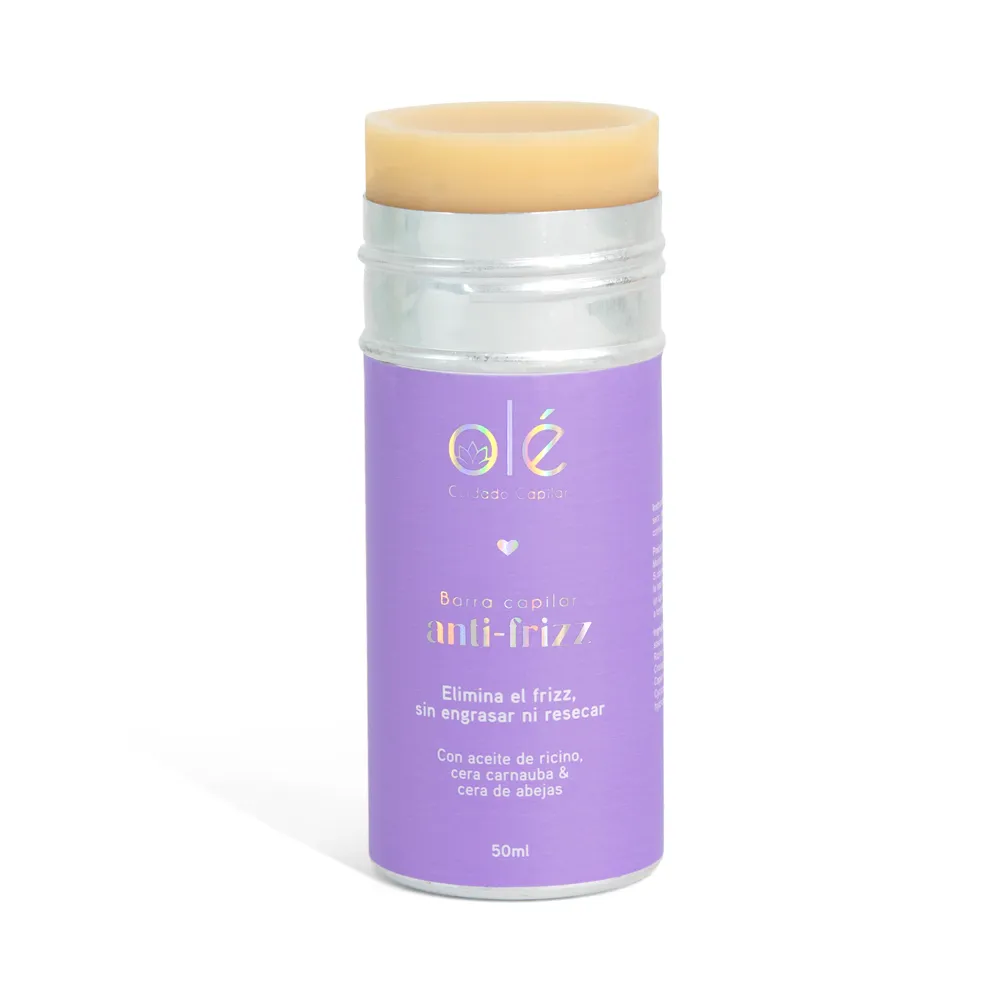 olé
Cuidado Capilar
Barra capilar
anti-frizz
Elimina el frizz,
sin engrasar ni resecar
Con aceite de ricino,
cera carnauba &
cera de abejas
50ml